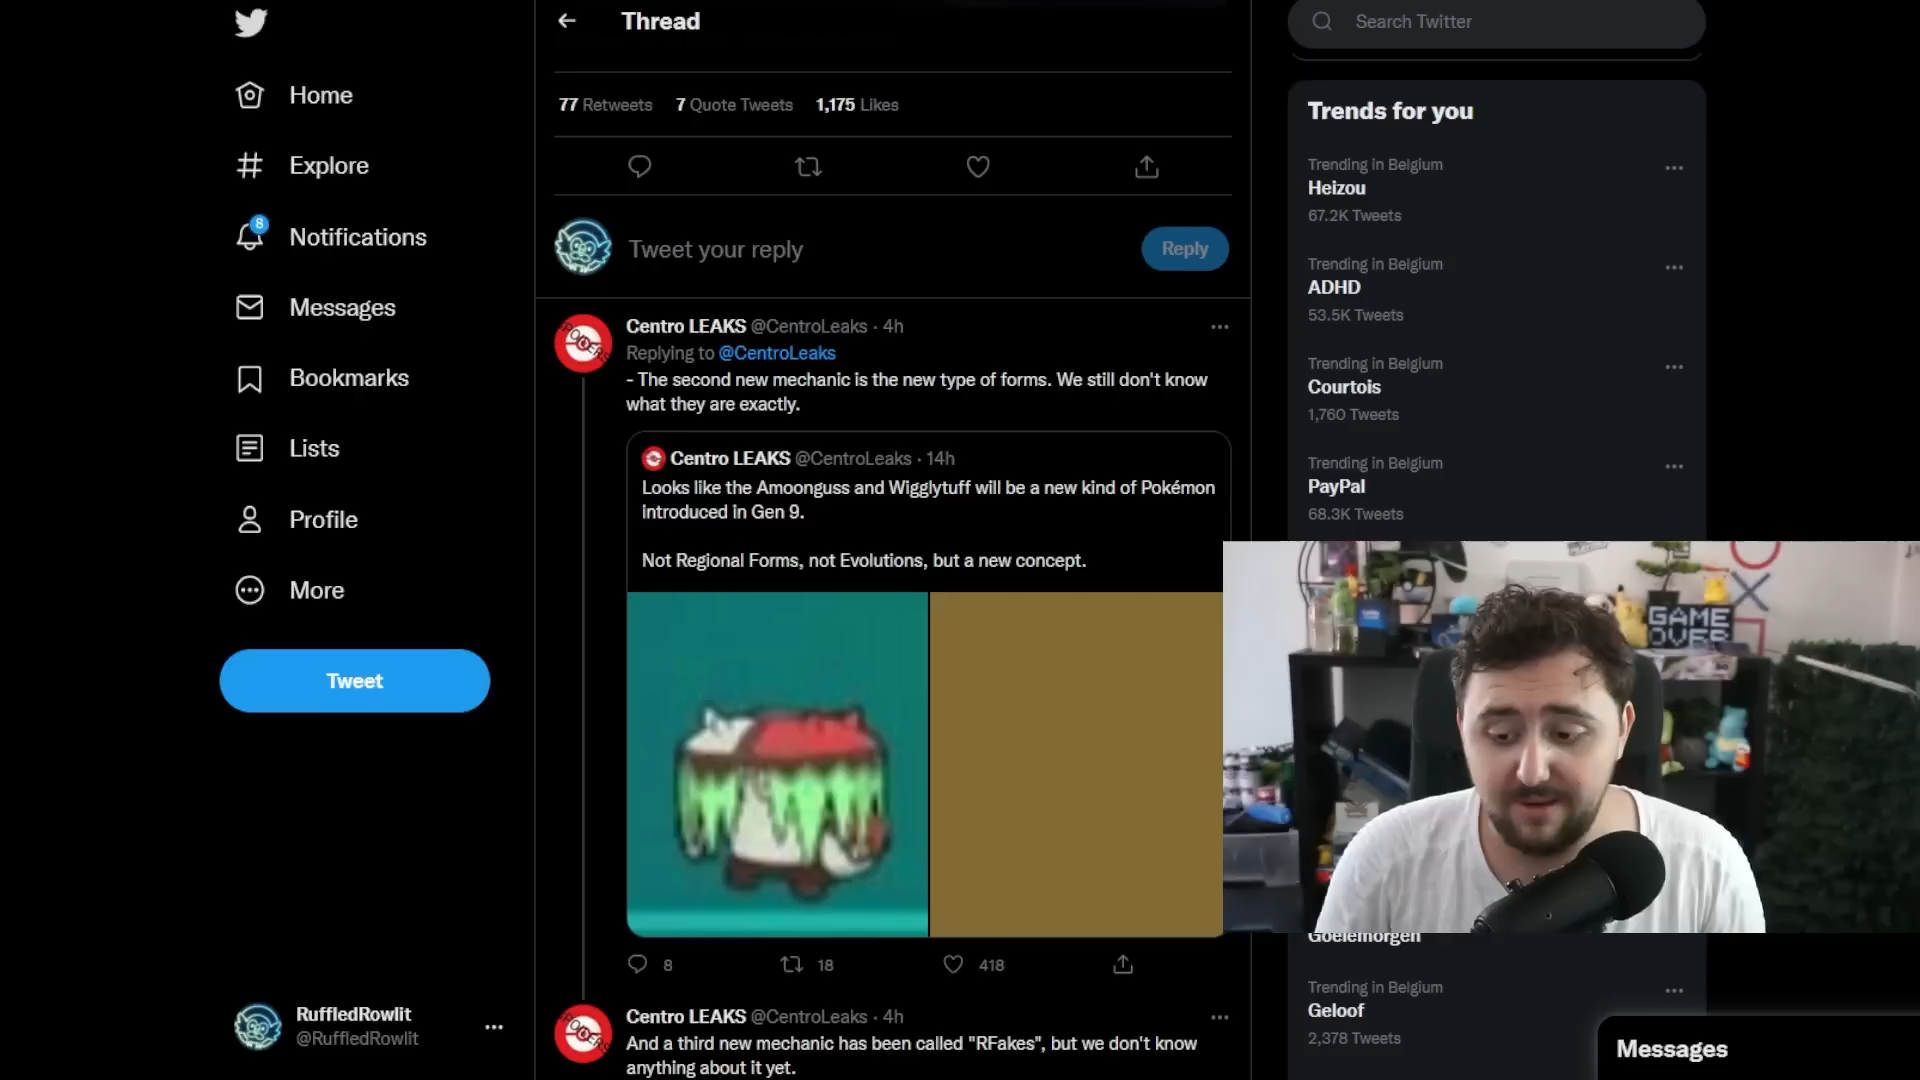 Thread
Search Twitter
Home
Explore
8
Notifications
Messages
Bookmarks
Lists
Profile
More
Tweet
RuffledRowlit
@RuffledRowlit
77 Retweets 7 Quote Tweets 1,175 Likes
Tweet your reply
Reply
Centro LEAKS @CentroLeaks · 4h
Replying to @CentroLeaks
- The second new mechanic is the new type of forms. We still don't know
what they are exactly.
Centro LEAKS @CentroLeaks · 14h
Looks like the Amoonguss and Wigglytuff will be a new kind of Pokémon
introduced in Gen 9.
Not Regional Forms, not Evolutions, but a new concept.
8 18 418
Centro LEAKS @CentroLeaks · 4h
And a third new mechanic has been called "RFakes", but we don't know
anything about it yet.
Trends for you
Trending in Belgium
Heizou
67.2K Tweets
Trending in Belgium
ADHD
53.5K Tweets
Trending in Belgium
Courtois
1,760 Tweets
Trending in Belgium
PayPal
68.3K Tweets
GAME
OVER
Goeiemorgen
Trending in Belgium
Geloof
2,378 Tweets
Messages